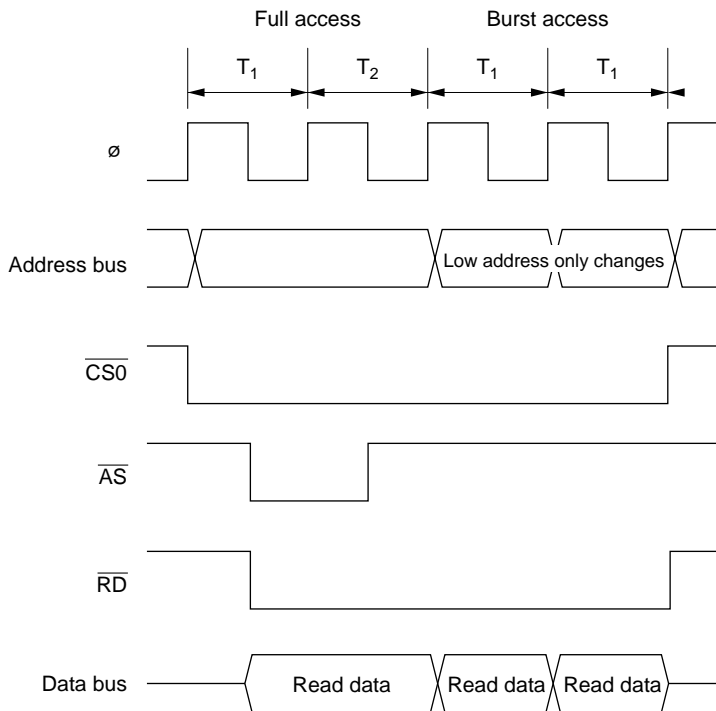 Full access Burst access
T₁ T₂ T₁ T₁
ø
Address bus
Low address only changes
CS0
AS
RD
Data bus
Read data Read data Read data